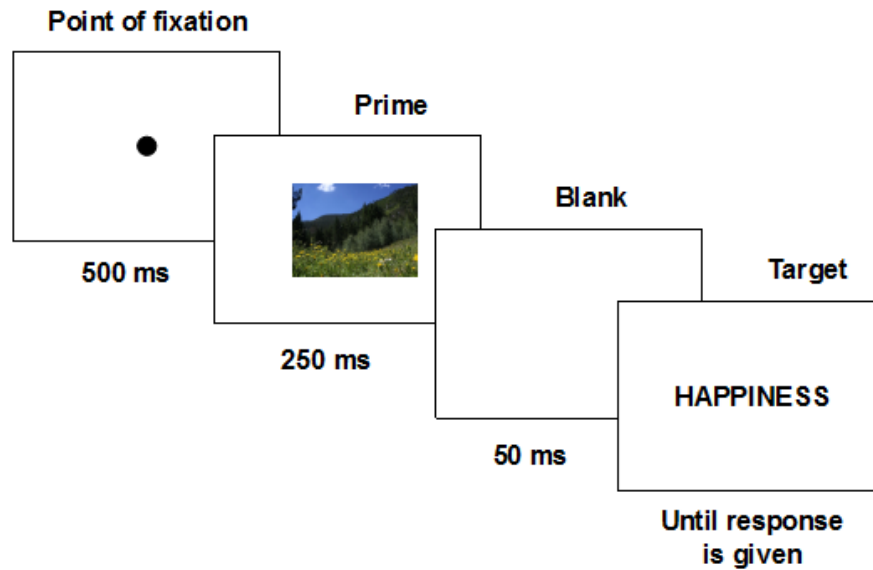 Point of fixation
500 ms
Prime
250 ms
Blank
50 ms
Target
HAPPINESS
Until response
is given